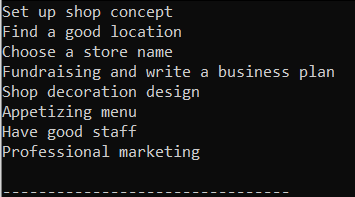 Set up shop concept
Find a good location
Choose a store name
Fundraising and write a business plan
Shop decoration design
Appetizing menu
Have good staff
Professional marketing
--------------------------------